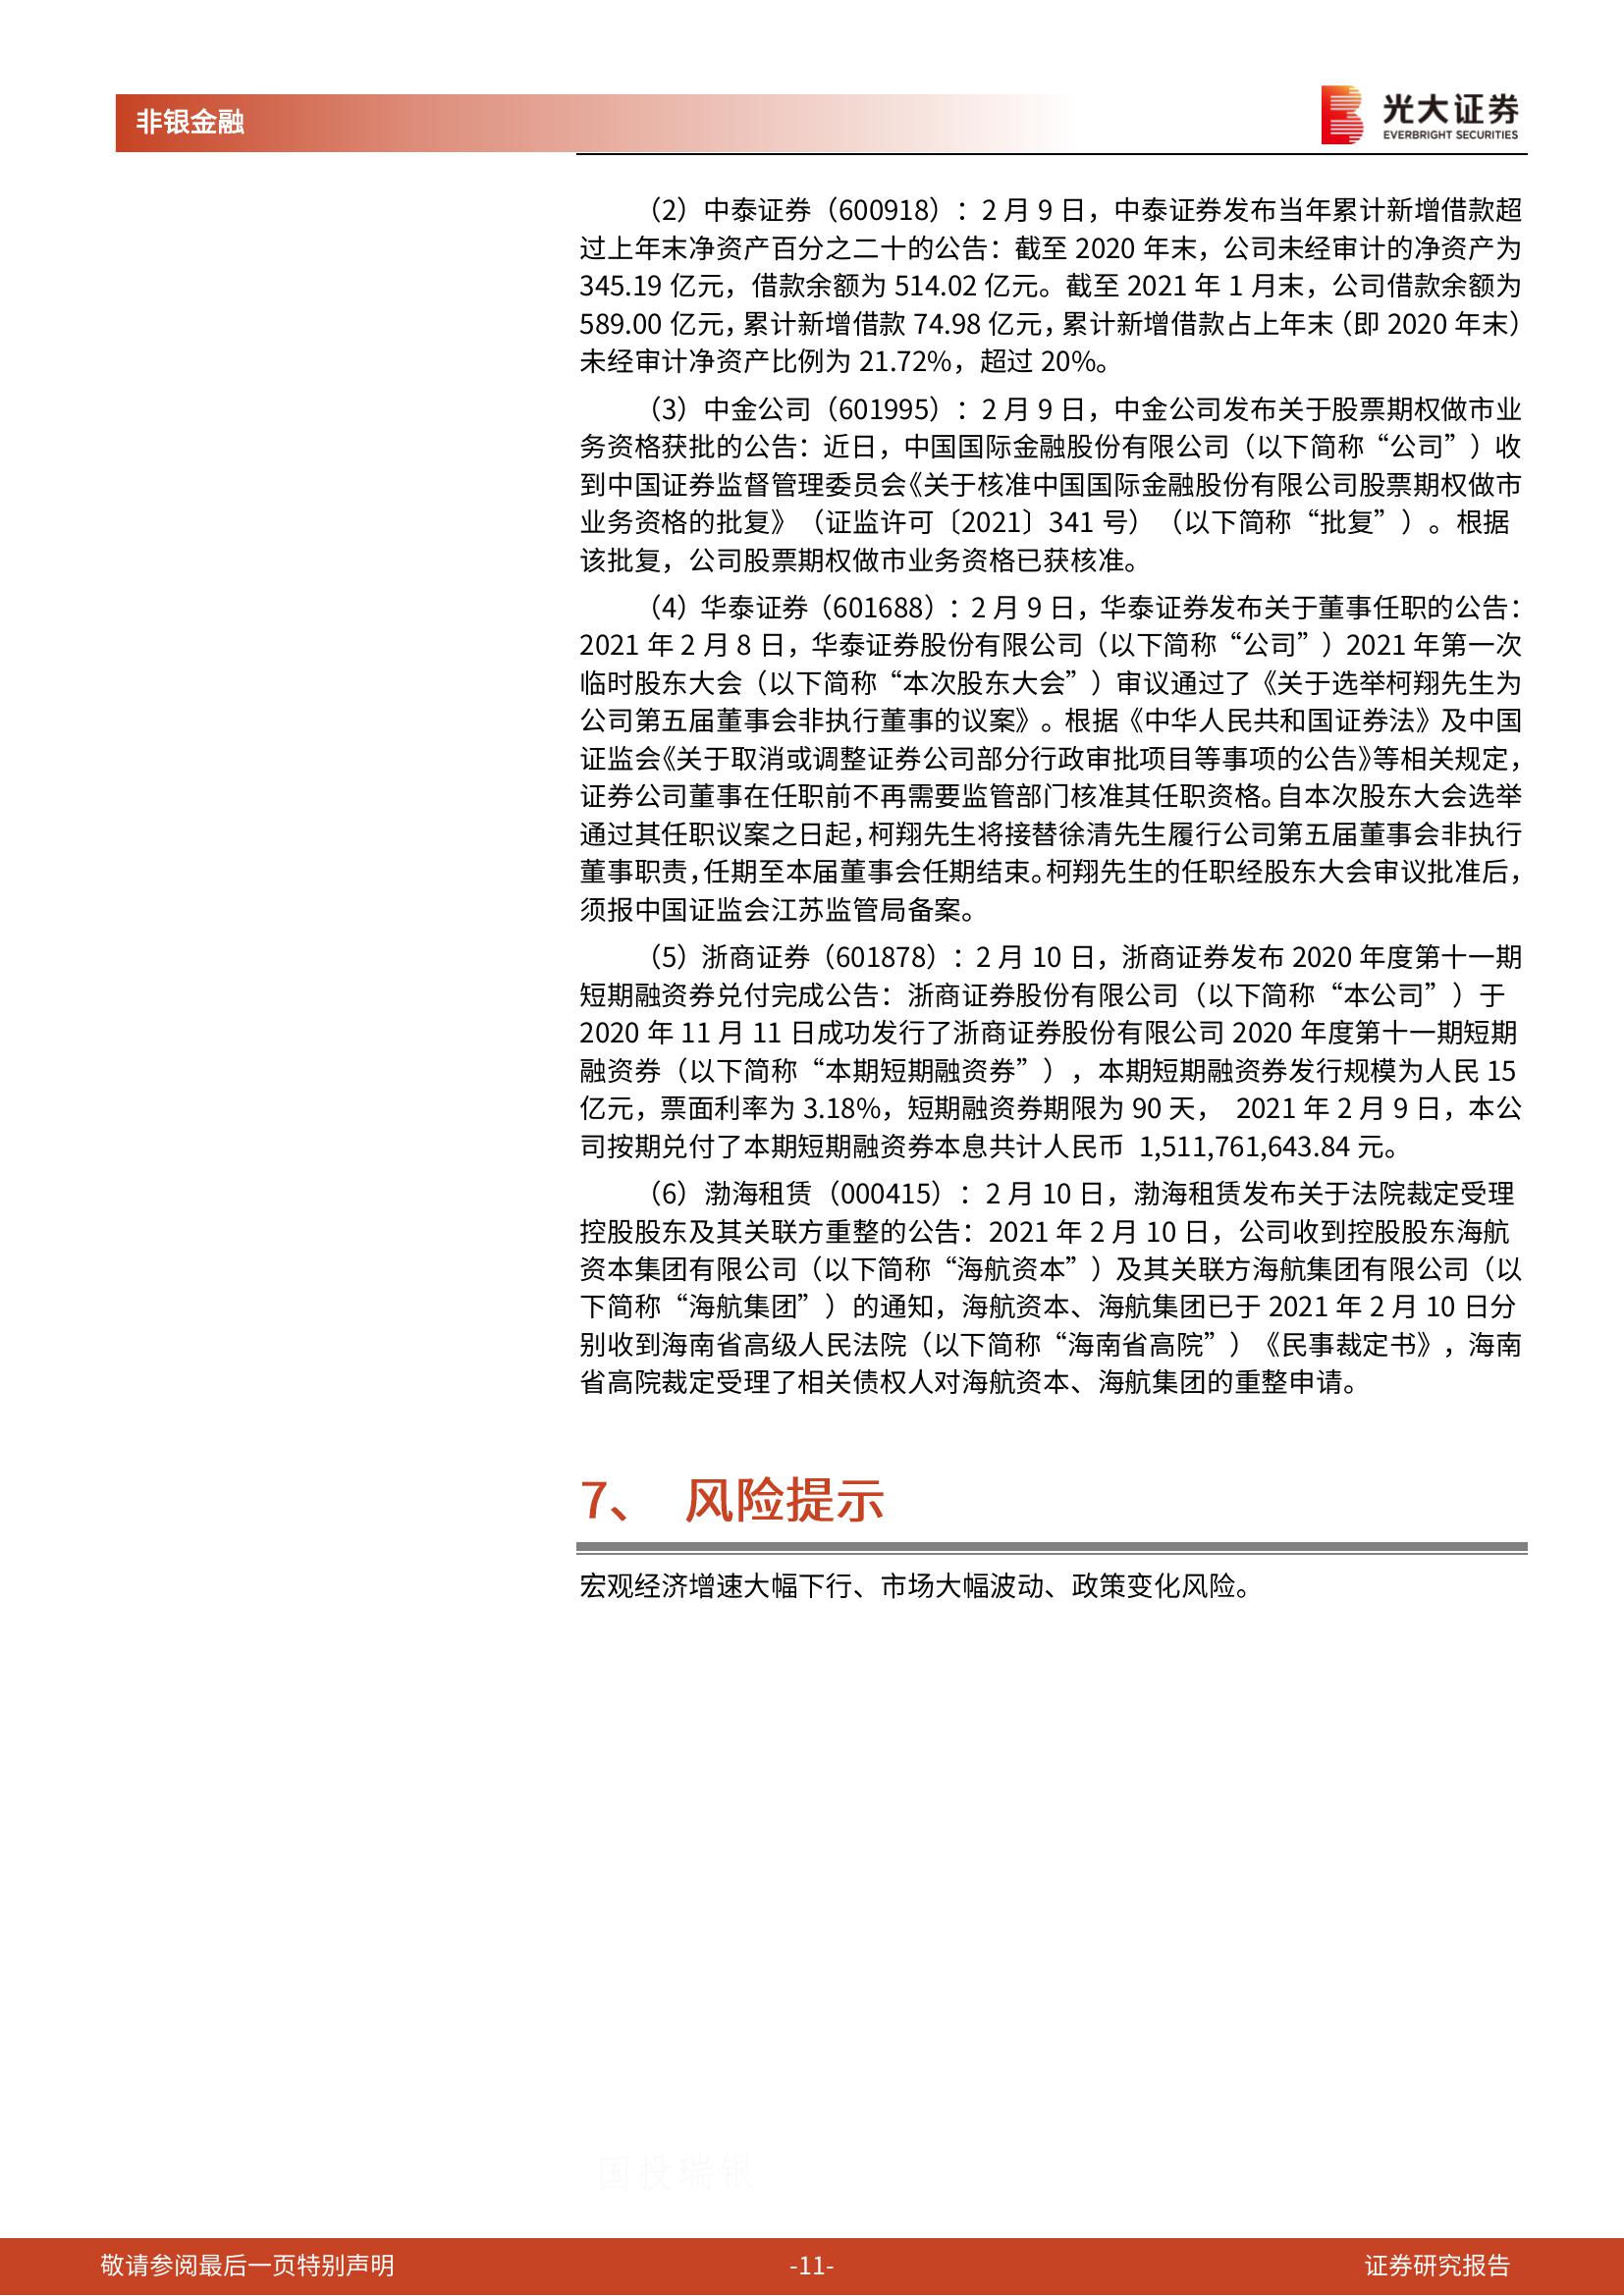 非银金融
光大证券
EVERBRIGHT SECURITIES
（2）中泰证券（600918）：2 月 9 日，中泰证券发布当年累计新增借款超
过上年末净资产百分之二十的公告：截至 2020 年末，公司未经审计的净资产为
345.19 亿元，借款余额为 514.02 亿元。截至 2021 年 1 月末，公司借款余额为
589.00 亿元，累计新增借款 74.98 亿元，累计新增借款占上年末（即 2020 年末）
未经审计净资产比例为 21.72%，超过 20%。
（3）中金公司（601995）：2 月 9 日，中金公司发布关于股票期权做市业
务资格获批的公告：近日，中国国际金融股份有限公司（以下简称“公司”）收
到中国证券监督管理委员会《关于核准中国国际金融股份有限公司股票期权做市
业务资格的批复》（证监许可〔2021〕341 号）（以下简称“批复”）。根据
该批复，公司股票期权做市业务资格已获核准。
（4）华泰证券（601688）：2 月 9 日，华泰证券发布关于董事任职的公告：
2021 年 2 月 8 日，华泰证券股份有限公司（以下简称“公司”）2021 年第一次
临时股东大会（以下简称“本次股东大会”）审议通过了《关于选举柯翔先生为
公司第五届董事会非执行董事的议案》。根据《中华人民共和国证券法》及中国
证监会《关于取消或调整证券公司部分行政审批项目等事项的公告》等相关规定，
证券公司董事在任职前不再需要监管部门核准其任职资格。自本次股东大会选举
通过其任职议案之日起，柯翔先生将接替徐清先生履行公司第五届董事会非执行
董事职责，任期至本届董事会任期结束。柯翔先生的任职经股东大会审议批准后，
须报中国证监会江苏监管局备案。
（5）浙商证券（601878）：2 月 10 日，浙商证券发布 2020 年度第十一期
短期融资券兑付完成公告：浙商证券股份有限公司（以下简称“本公司”）于
2020 年 11 月 11 日成功发行了浙商证券股份有限公司 2020 年度第十一期短期
融资券（以下简称“本期短期融资券”），本期短期融资券发行规模为人民 15
亿元，票面利率为 3.18%，短期融资券期限为 90 天， 2021 年 2 月 9 日，本公
司按期兑付了本期短期融资券本息共计人民币 1,511,761,643.84 元。
（6）渤海租赁（000415）：2 月 10 日，渤海租赁发布关于法院裁定受理
控股股东及其关联方重整的公告：2021 年 2 月 10 日，公司收到控股股东海航
资本集团有限公司（以下简称“海航资本”）及其关联方海航集团有限公司（以
下简称“海航集团”）的通知，海航资本、海航集团已于 2021 年 2 月 10 日分
别收到海南省高级人民法院（以下简称“海南省高院”）《民事裁定书》，海南
省高院裁定受理了相关债权人对海航资本、海航集团的重整申请。
7、 风险提示
宏观经济增速大幅下行、市场大幅波动、政策变化风险。
国投瑞银
敬请参阅最后一页特别声明
-11-
证券研究报告